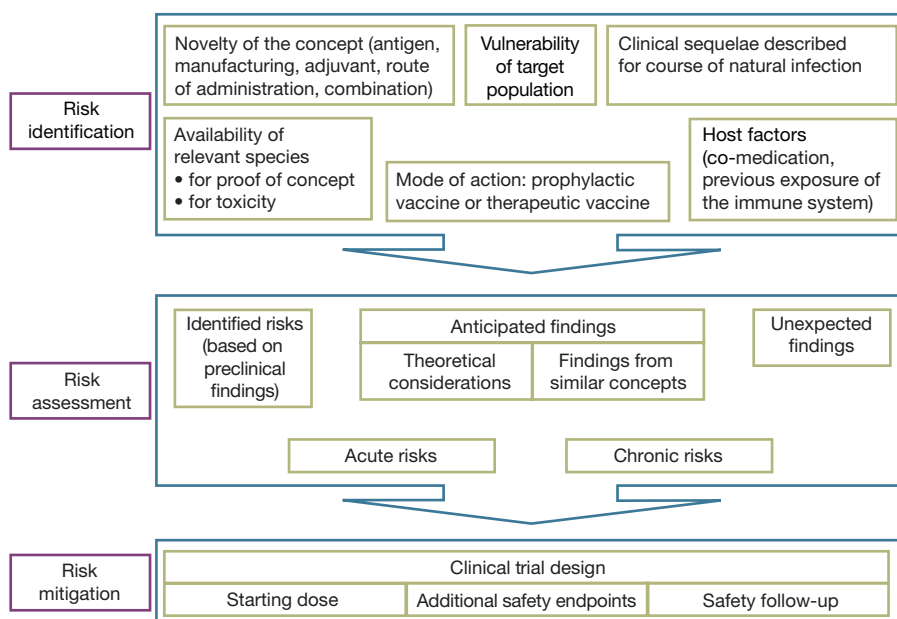 Risk
identification
Novelty of the concept (antigen,
manufacturing, adjuvant, route
of administration, combination)
Vulnerability
of target
population
Clinical sequelae described
for course of natural infection
Availability of
relevant species
• for proof of concept
• for toxicity
Mode of action: prophylactic
vaccine or therapeutic vaccine
Host factors
(co-medication,
previous exposure of
the immune system)
Risk
assessment
Identified risks
(based on
preclinical
findings)
Anticipated findings
Theoretical
considerations
Findings from
similar concepts
Unexpected
findings
Acute risks
Chronic risks
Risk
mitigation
Clinical trial design
Starting dose
Additional safety endpoints
Safety follow-up